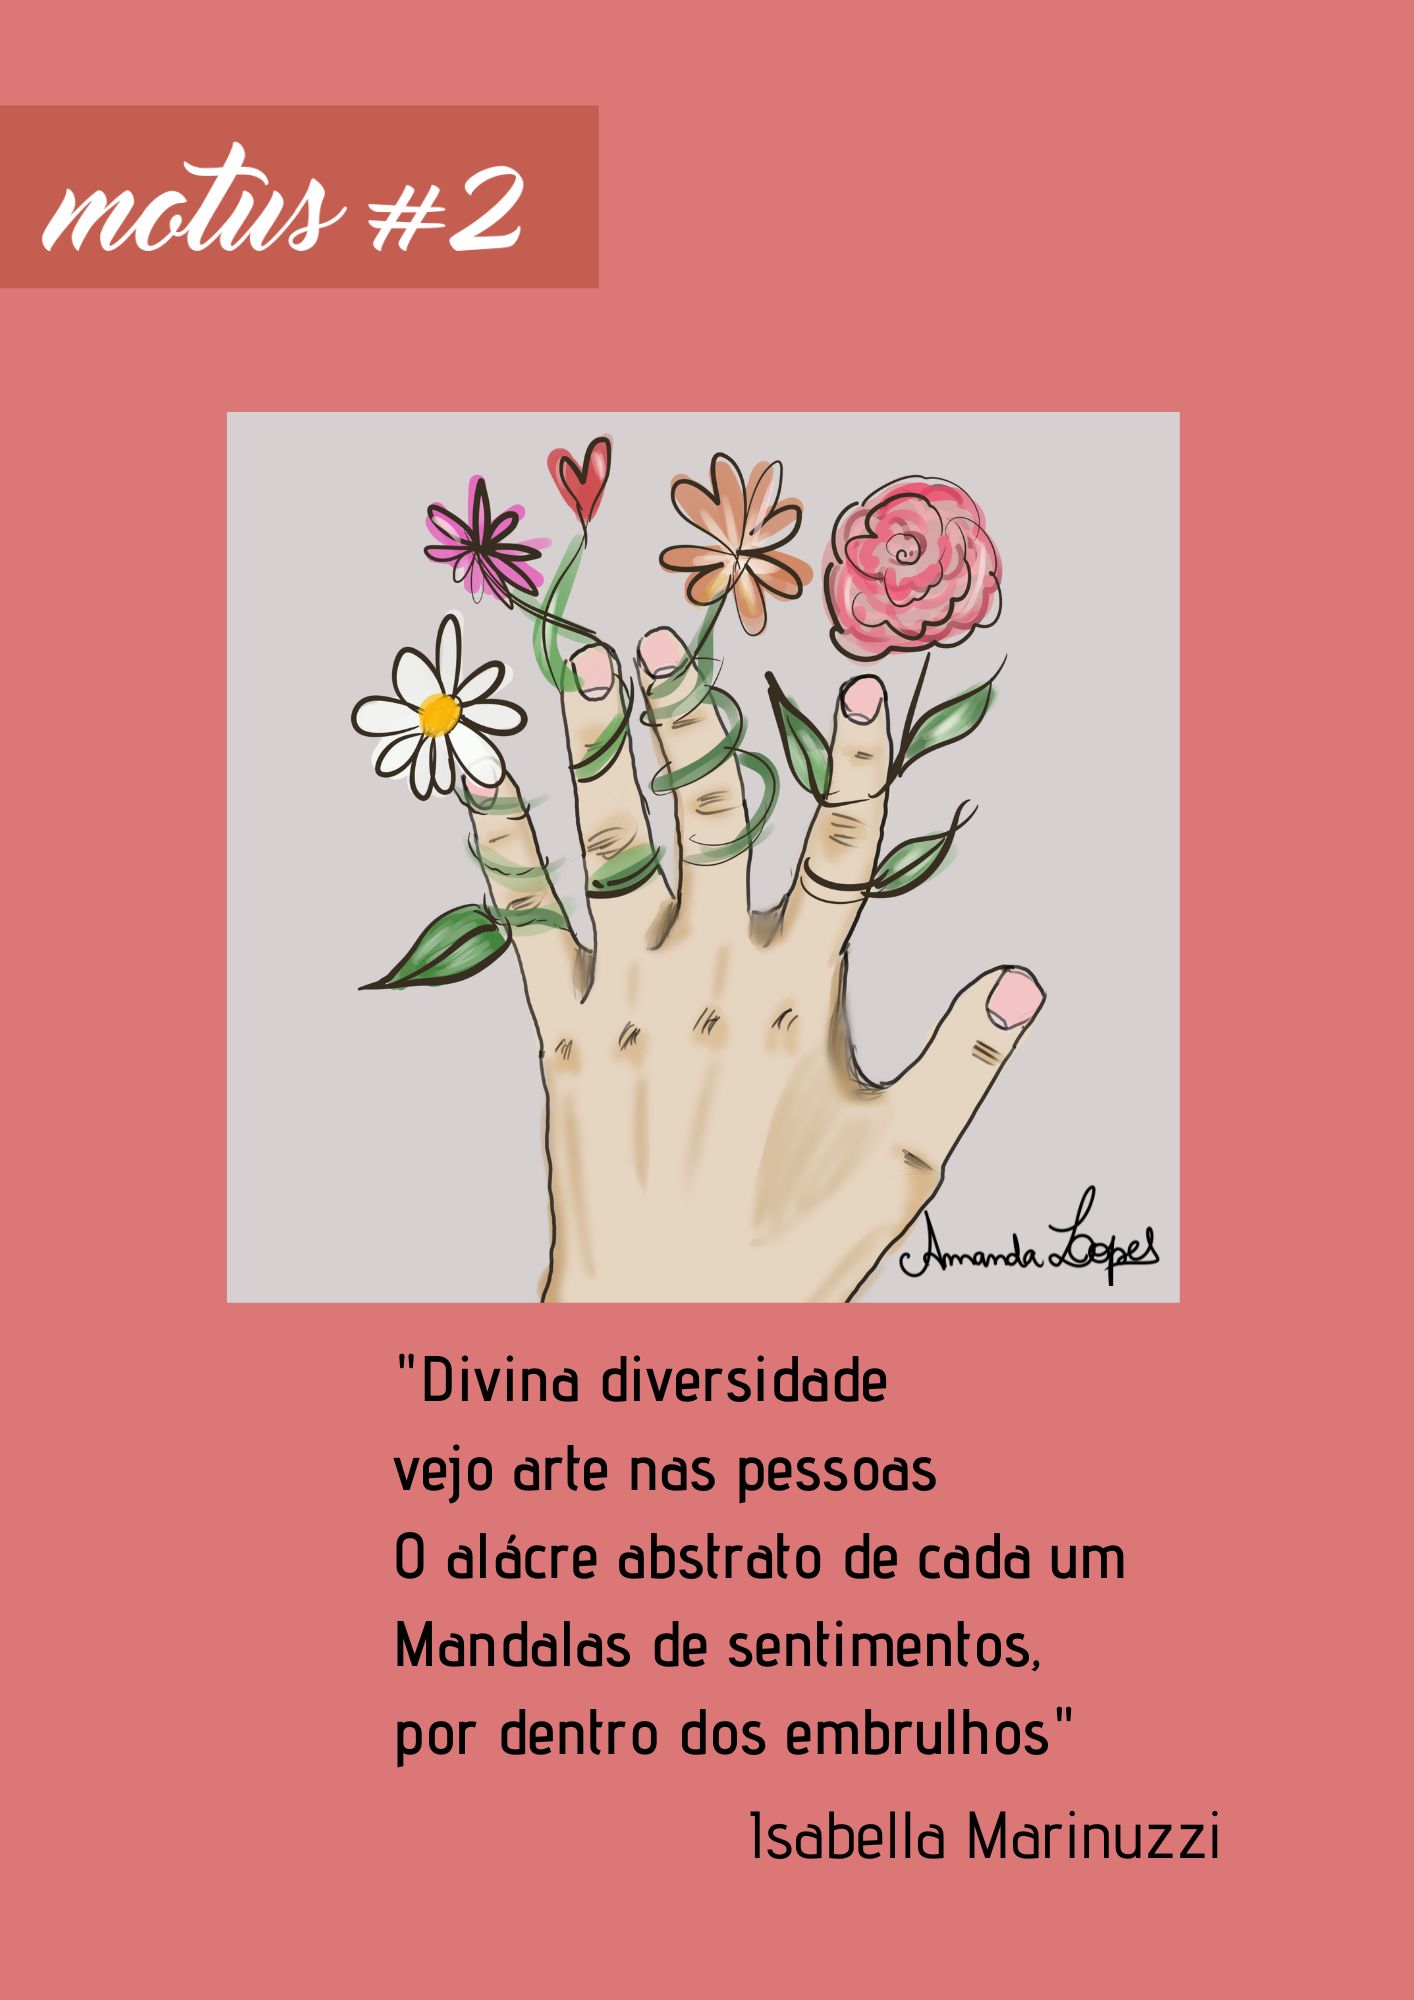 motus #2
Amanda Lopes
"Divina diversidade
vejo arte nas pessoas
O alácre abstrato de cada um
Mandalas de sentimentos,
por dentro dos embrulhos"
Isabella Marinuzzi